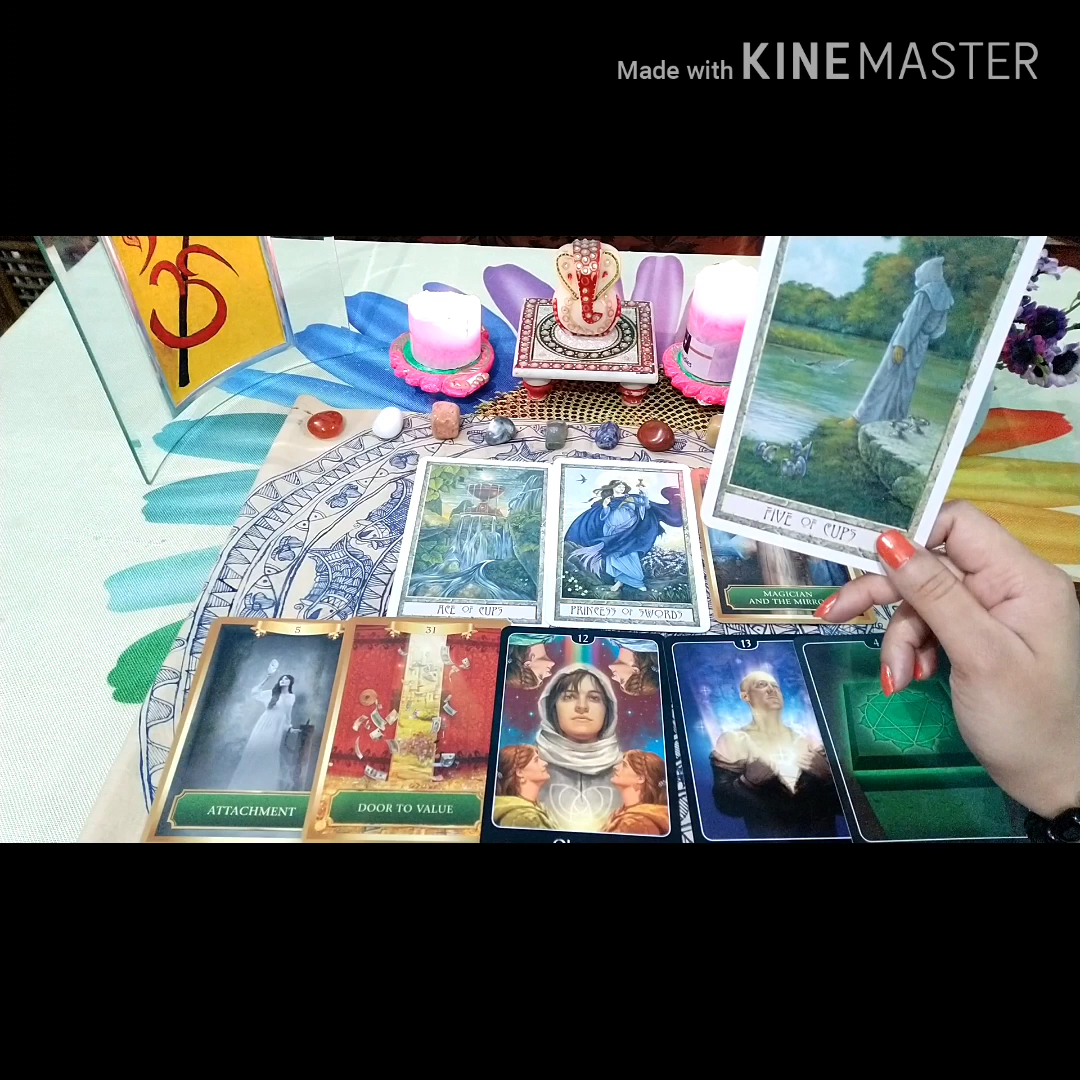 Made with KINEMASTER
FIVE OF CUPS
ACE OF CUPS
PRINCESS OF SWORDS
MAGICIAN
AND THE
5
ATTACHMENT
31
DOOR TO VALUE
12
13
4